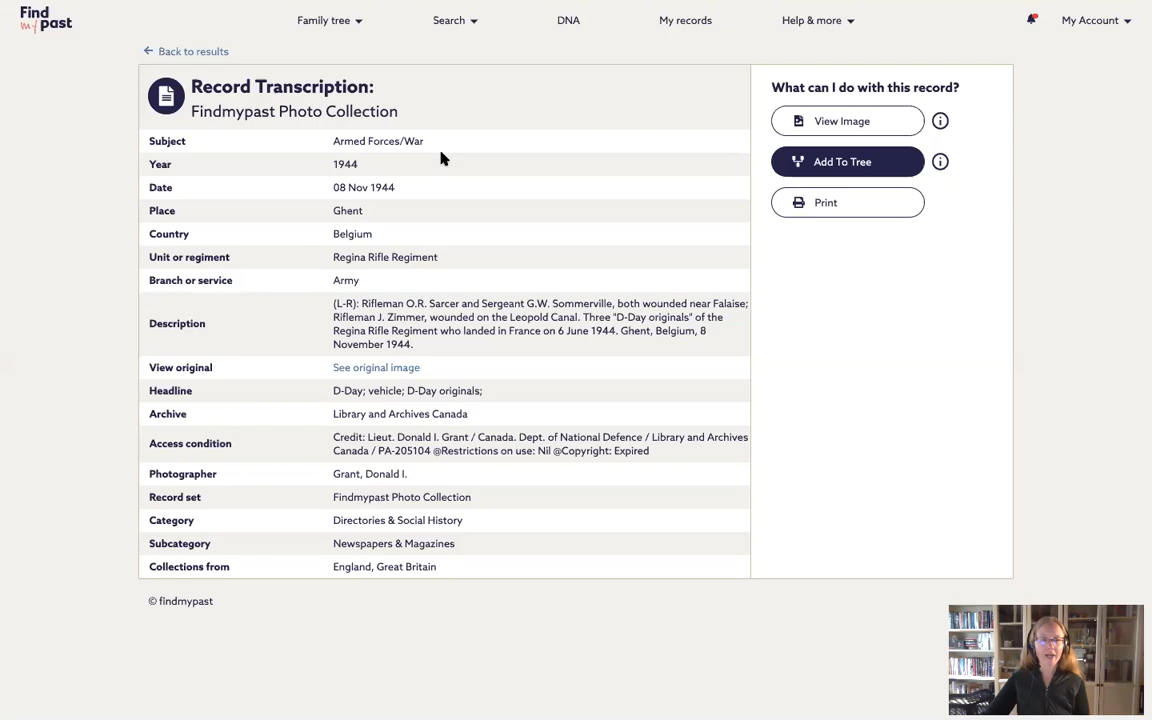 Find my past
Family tree
Search
DNA
My records
Help & more
My Account
Back to results
Record Transcription:
Findmypast Photo Collection
What can I do with this record?
View Image
Add To Tree
Print
Subject Armed Forces/War
Year 1944
Date 08 Nov 1944
Place Ghent
Country Belgium
Unit or regiment Regina Rifle Regiment
Branch or service Army
Description
(L-R): Rifleman O.R. Sarcer and Sergeant G.W. Sommerville, both wounded near Falaise;
Rifleman J. Zimmer, wounded on the Leopold Canal. Three "D-Day originals" of the
Regina Rifle Regiment who landed in France on 6 June 1944. Ghent, Belgium, 8
November 1944.
View original See original image
Headline D-Day; vehicle; D-Day originals;
Archive Library and Archives Canada
Access condition
Credit: Lieut. Donald I. Grant / Canada. Dept. of National Defence / Library and Archives
Canada / PA-205104 @Restrictions on use: Nil @Copyright: Expired
Photographer Grant, Donald I.
Record set Findmypast Photo Collection
Category Directories & Social History
Subcategory Newspapers & Magazines
Collections from England, Great Britain
© findmypast